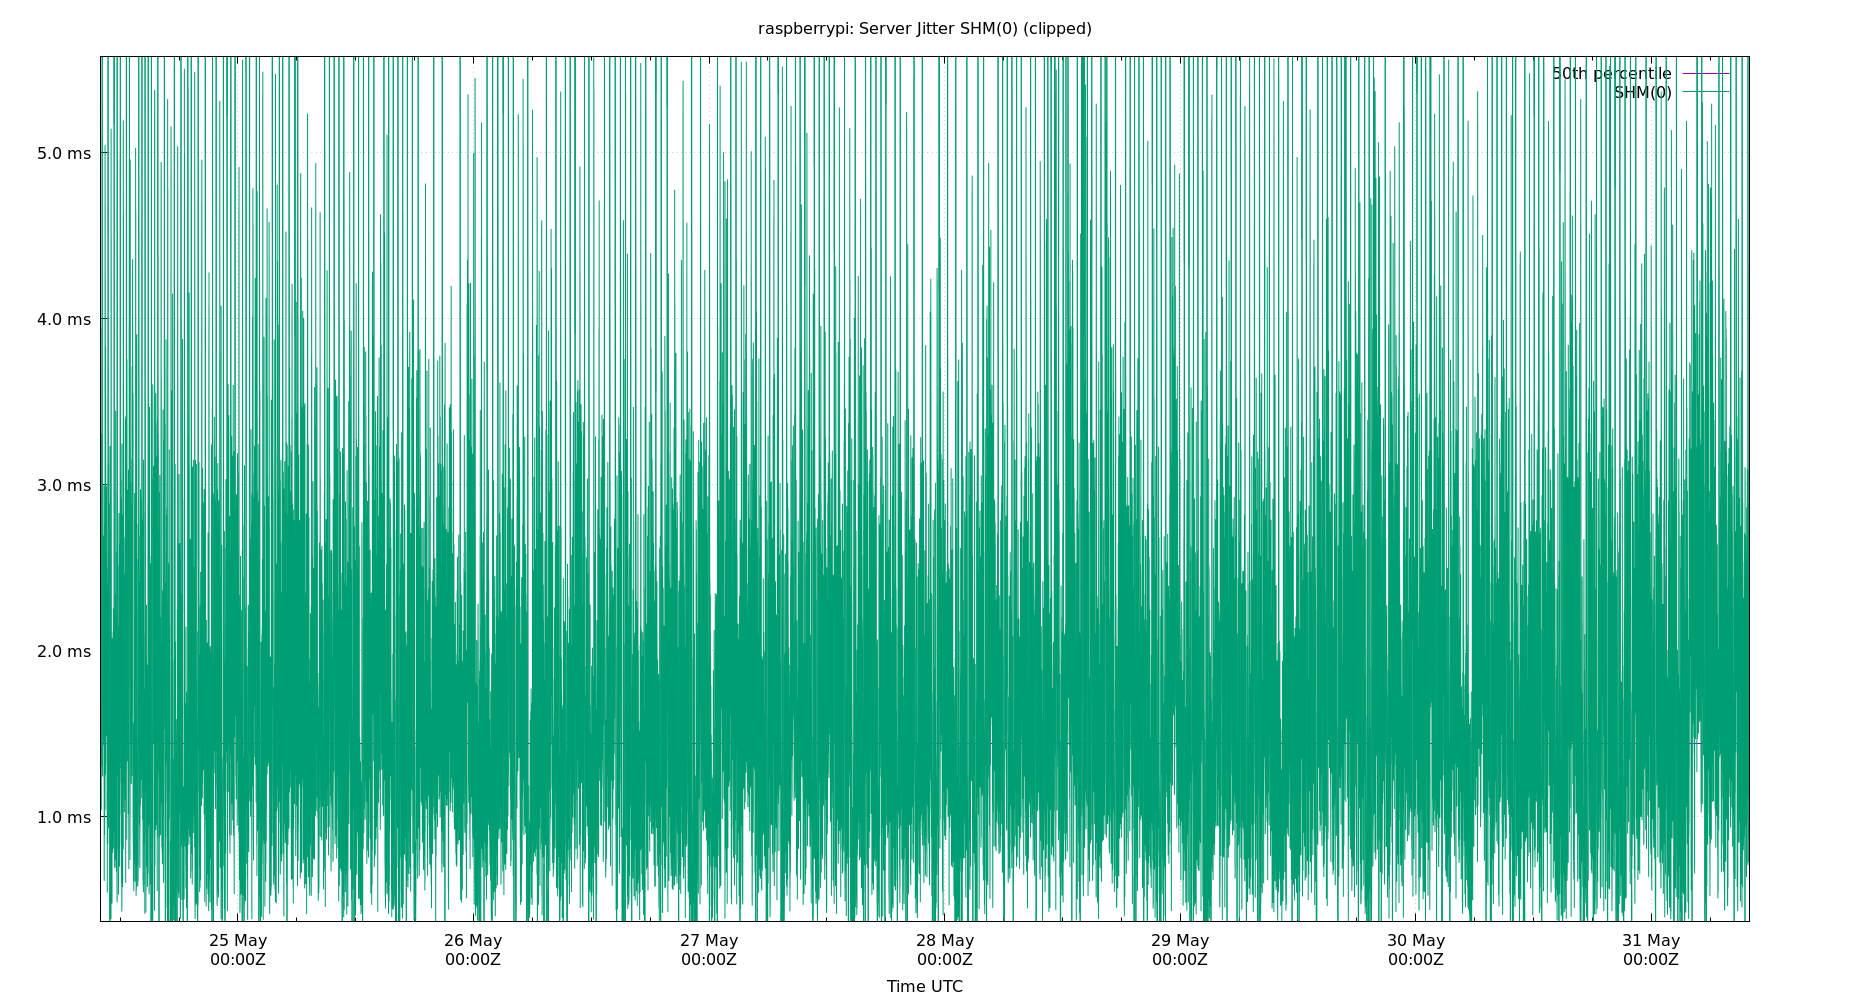 raspberrypi: Server Jitter SHM(0) (clipped)
50th percentile
SHM(0)
5.0 ms
4.0 ms
3.0 ms
2.0 ms
1.0 ms
25 May 26 May 27 May 28 May 29 May 30 May 31 May
00:00Z 00:00Z 00:00Z 00:00Z 00:00Z 00:00Z 00:00Z
Time UTC